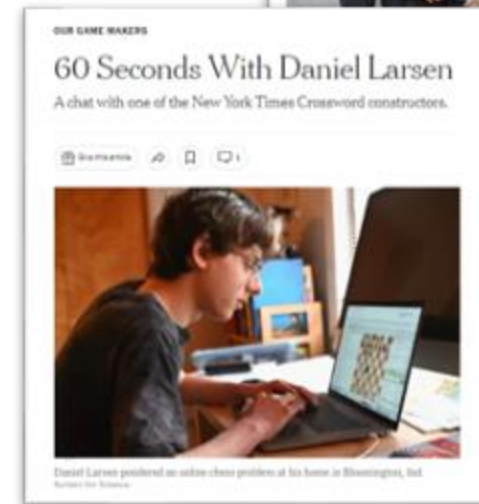 OUR GAME MAKERS
60 Seconds With Daniel Larsen
A chat with one of the New York Times Crossword constructors.
1
Daniel Larsen pondered an online chess problem at his home in Bloomington, Ind.